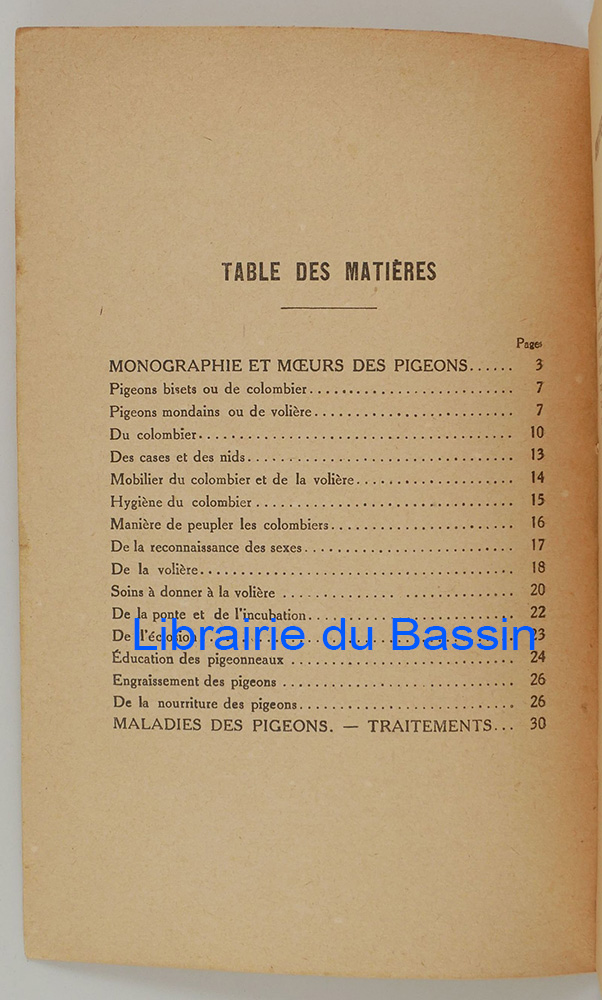 TABLE DES MATIÈRES
Pages
MONOGRAPHIE ET MŒURS DES PIGEONS...... 3
Pigeons bisets ou de colombier.......................... 7
Pigeons mondains ou de volière......................... 7
Du colombier....................................... 10
Des cases et des nids................................. 13
Mobilier du colombier et de la volière.................... 14
Hygiène du colombier ................................ 15
Manière de peupler les colombiers....................... 16
De la reconnaissance des sexes.......................... 17
De la volière....................................... 18
Soins à donner à la volière ............................ 20
De la ponte et de l'incubation.......................... 22
De l'éclosion....................................... 23
Librairie du Bassin
Éducation des pigeonneaux ............................ 24
Engraissement des pigeons ............................. 26
De la nourriture des pigeons........................... 26
MALADIES DES PIGEONS. — TRAITEMENTS... 30